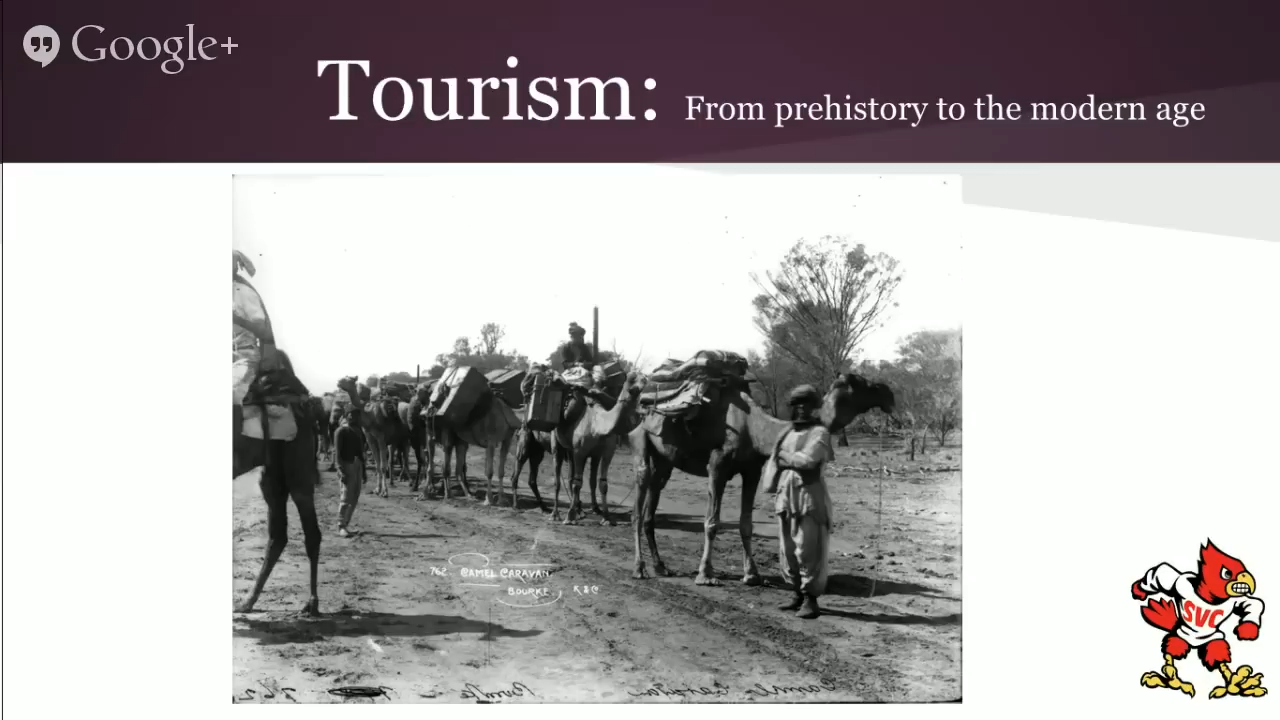 Google+
Tourism: From prehistory to the modern age
762 CAMEL CARAVAN,
BOURKE. K & C
SVC